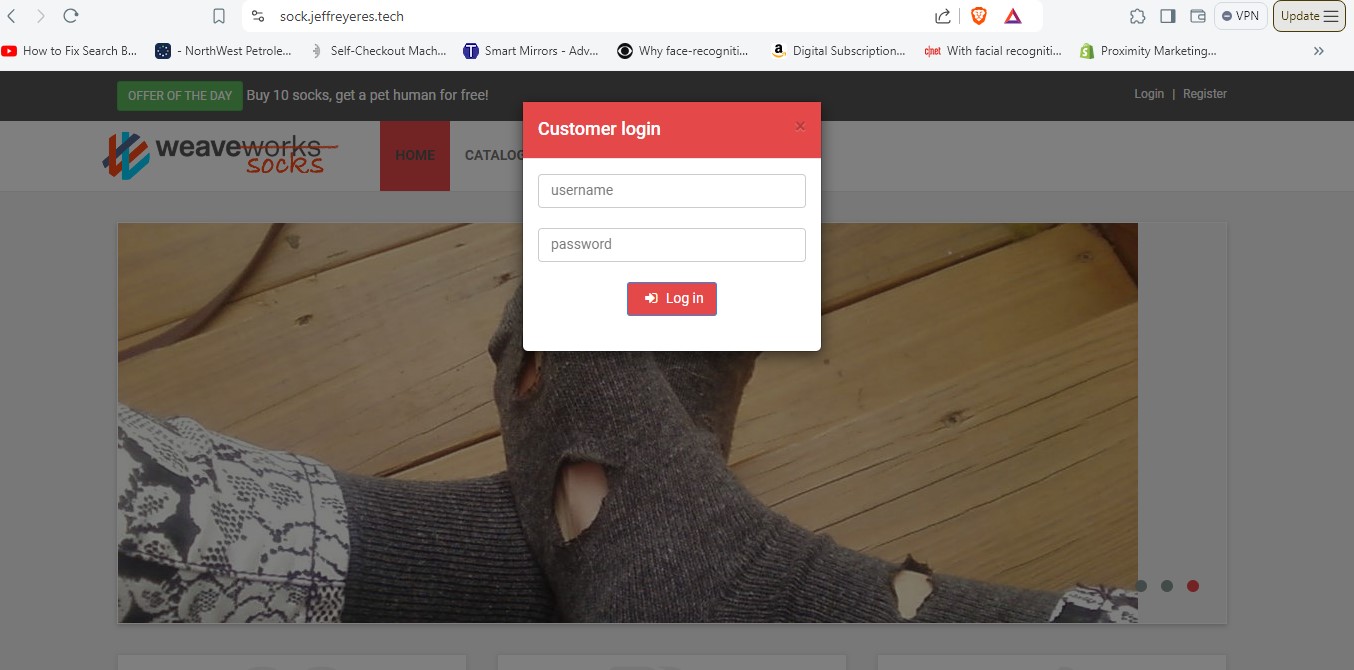 sock.jeffreyeres.tech
VPN
Update
How to Fix Search B...
- NorthWest Petrole...
Self-Checkout Mach...
Smart Mirrors - Adv...
Why face-recogniti...
Digital Subscription...
With facial recogniti...
Proximity Marketing...
OFFER OF THE DAY Buy 10 socks, get a pet human for free!
Login | Register
weaveworks
socks
HOME
CATALOG
Customer login
×
username
password
Log in